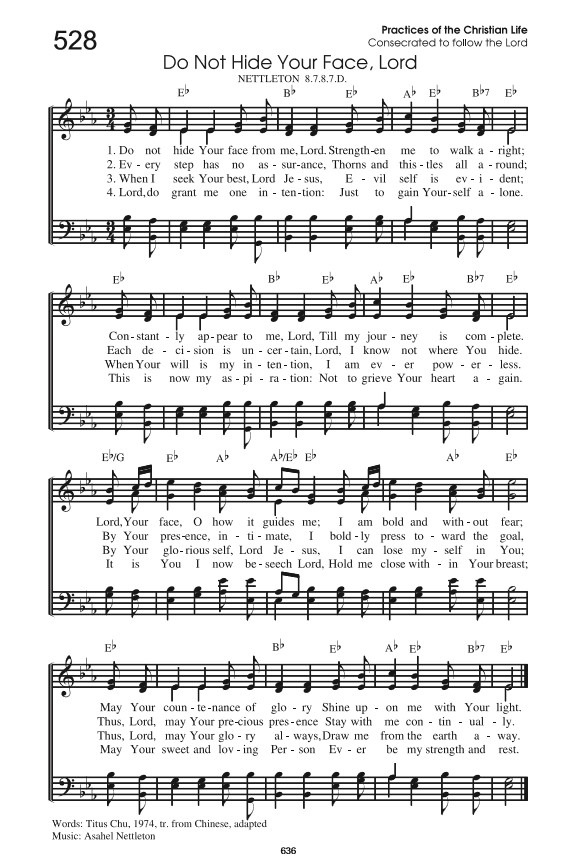 528
Practices of the Christian Life
Consecrated to follow the Lord
Do Not Hide Your Face, Lord
NETTLETON 8.7.8.7.D.
E♭ B♭ E♭ A♭ E♭ B♭7 E♭
1. Do not hide Your face from me, Lord. Strength-en me to walk a - right;
2. Ev - ery step has no as - surance, Thorns and this - tles all a - round;
3. When I seek Your best, Lord Je - sus, E - vil self is ev - i - dent;
4. Lord, do grant me one in - ten - tion: Just to gain Your-self a - lone.
E♭ B♭ E♭ A♭ E♭ B♭7 E♭
Con - stant - ly ap - pear to me, Lord, Till my jour - ney is com - plete.
Each de - ci - sion is un - cer - tain, Lord, I know not where You hide.
When Your will is my in - ten - tion, I am ev - er pow - er - less.
This is now my as - pi - ra - tion: Not to grieve Your heart a - gain.
E♭/G E♭ A♭ A♭/E♭ E♭ A♭ E♭
Lord, Your face, O how it guides me; I am bold and with - out fear;
By Your pres - ence, in - ti - mate, I bold - ly press to - ward the goal,
By Your glo - rious self, Lord Je - sus, I can lose my - self in You;
It is You I now be - seech Lord, Hold me close with - in Your breast;
E♭ B♭ E♭ A♭ E♭ B♭7 E♭
May Your coun - te - nance of glo - ry Shine up - on me with Your light.
Thus, Lord, may Your pre - cious pres - ence Stay with me con - tin - ual - ly.
Thus, Lord, may Your glo - ry al - ways, Draw me from the earth a - way.
May Your sweet and lov - ing Per - son Ev - er be my strength and rest.
Words: Titus Chu, 1974, tr. from Chinese, adapted
Music: Asahel Nettleton
636